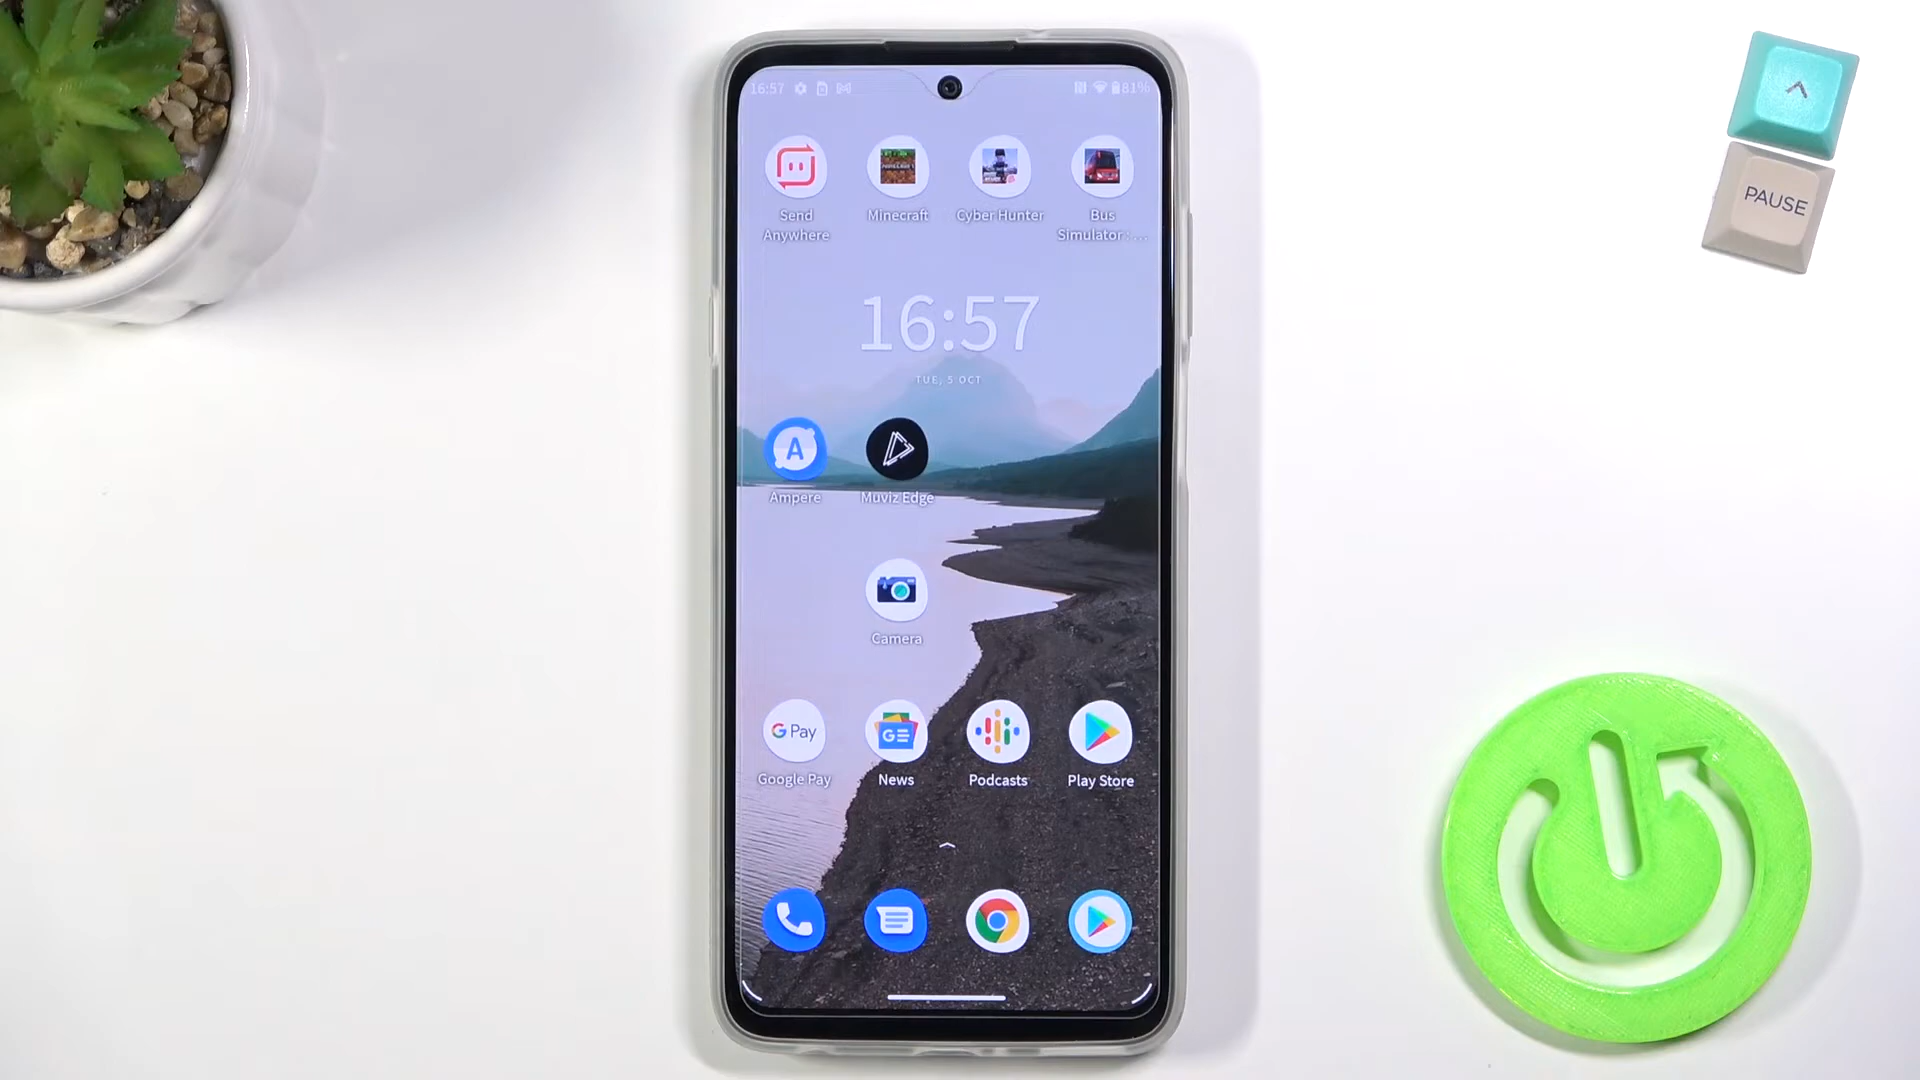 16:57
81%
Send
Anywhere
Minecraft
Cyber Hunter
Bus
Simulator : ...
16:57
TUE, 5 OCT
A
Ampere
Muviz Edge
Camera
G Pay
Google Pay
News
Podcasts
Play Store
PAUSE